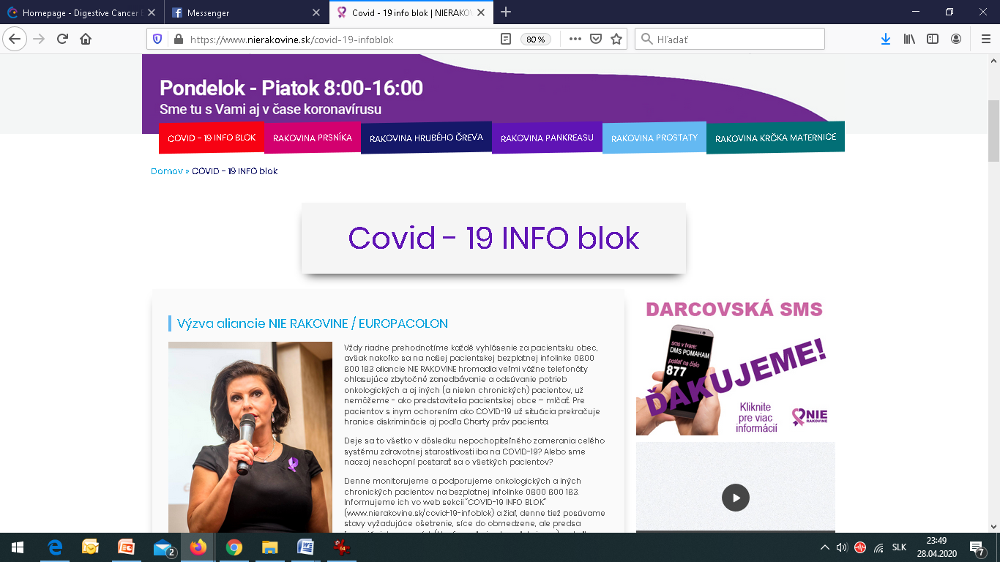 Homepage - Digestive Cancer
Messenger
Covid - 19 info blok | NIERAKOV
https://www.nierakovine.sk/covid-19-infoblok
80 %
Hľadať
Pondelok - Piatok 8:00-16:00
Sme tu s Vami aj v čase koronavírusu
COVID - 19 INFO BLOK
RAKOVINA PRSNÍKA
RAKOVINA HRUBÉHO ČREVA
RAKOVINA PANKREASU
RAKOVINA PROSTATY
RAKOVINA KRČKA MATERNICE
Domov » COVID - 19 INFO blok
Covid - 19 INFO blok
Výzva aliancie NIE RAKOVINE / EUROPACOLON
Vždy riadne prehodnotíme každé vyhlásenie za pacientsku obec,
avšak nakoľko sa na našej pacientskej bezplatnej infolinke 0800
800 183 aliancie NIE RAKOVINE hromadia veľmi vážne telefonáty
ohlasujúce zbytočné zanedbávanie a odsúvanie potrieb
onkologických a aj iných (a nielen chronických) pacientov, už
nemôžeme - ako predstavitelia pacientskej obce – mlčať. Pre
pacientov s inym ochorením ako COVID-19 už situácia prekračuje
hranice diskriminácie aj podľa Charty práv pacienta.
Deje sa to všetko v dôsledku nepochopiteľného zamerania celého
systému zdravotnej starostlivosti iba na COVID-19? Alebo sme
naozaj neschopní postarať sa o všetkých pacientov?
Denne monitorujeme a podporujeme onkologických a iných
chronických pacientov na bezplatnej infolinke 0800 800 183.
Informujeme ich vo web sekcii "COVID-19 INFO BLOK"
(www.nierakovine.sk/covid-19-infoblok) a žiaľ, denne tiež posúvame
stavy vyžadujúce ošetrenie, síce do obmedzene, ale predsa
DARCOVSKÁ SMS
sms v tvare:
DMS POMAHAM
poslať na číslo
877
ĎAKUJEME!
Kliknite
pre viac
informácií
NIE
RAKOVINE
2
64
SLK
23:49
28.04.2020
7